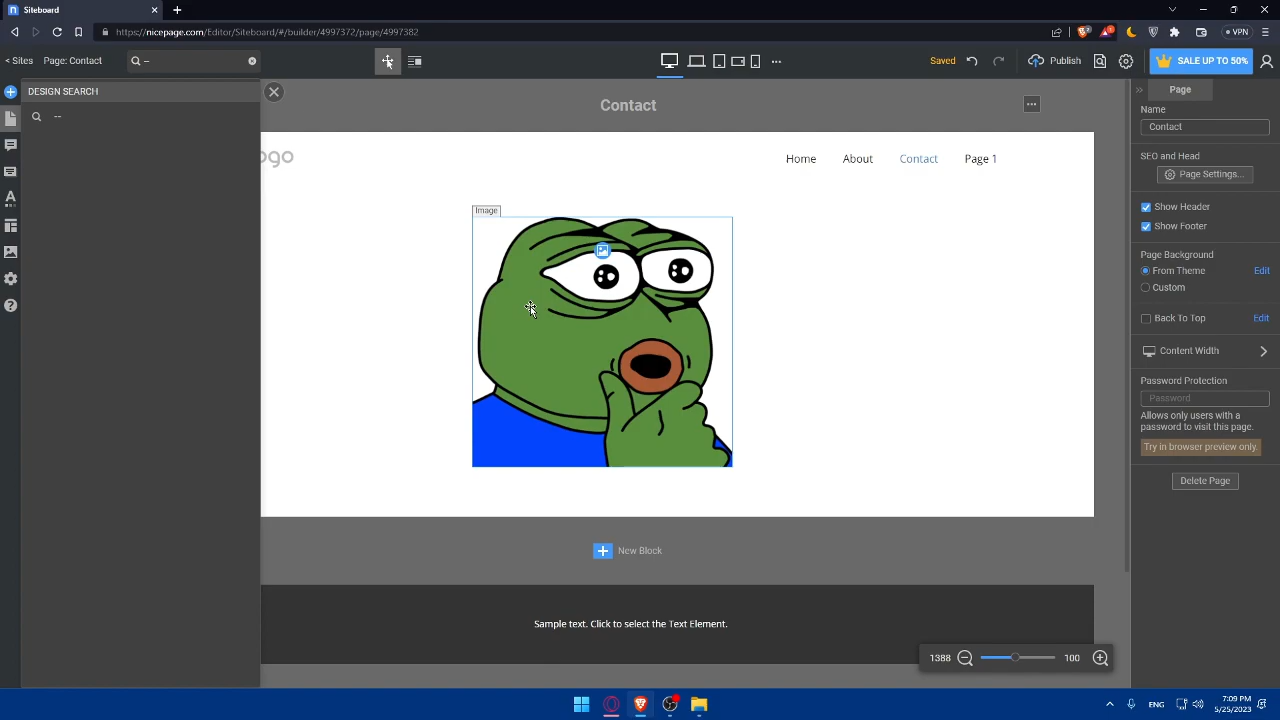 Siteboard
https://nicepage.com/Editor/Siteboard/#/builder/4997372/page/4997382
VPN
< Sites
Page: Contact
--
Saved
Publish
SALE UP TO 50%
DESIGN SEARCH
--
Contact
Page
Name
Contact
ogo
Home
About
Contact
Page 1
SEO and Head
Page Settings...
Show Header
Show Footer
Image
Page Background
From Theme
Edit
Custom
Back To Top
Edit
Content Width
Password Protection
Password
Allows only users with a
password to visit this page.
Try in browser preview only.
Delete Page
New Block
Sample text. Click to select the Text Element.
1388
100
ENG
7:09 PM
5/25/2023